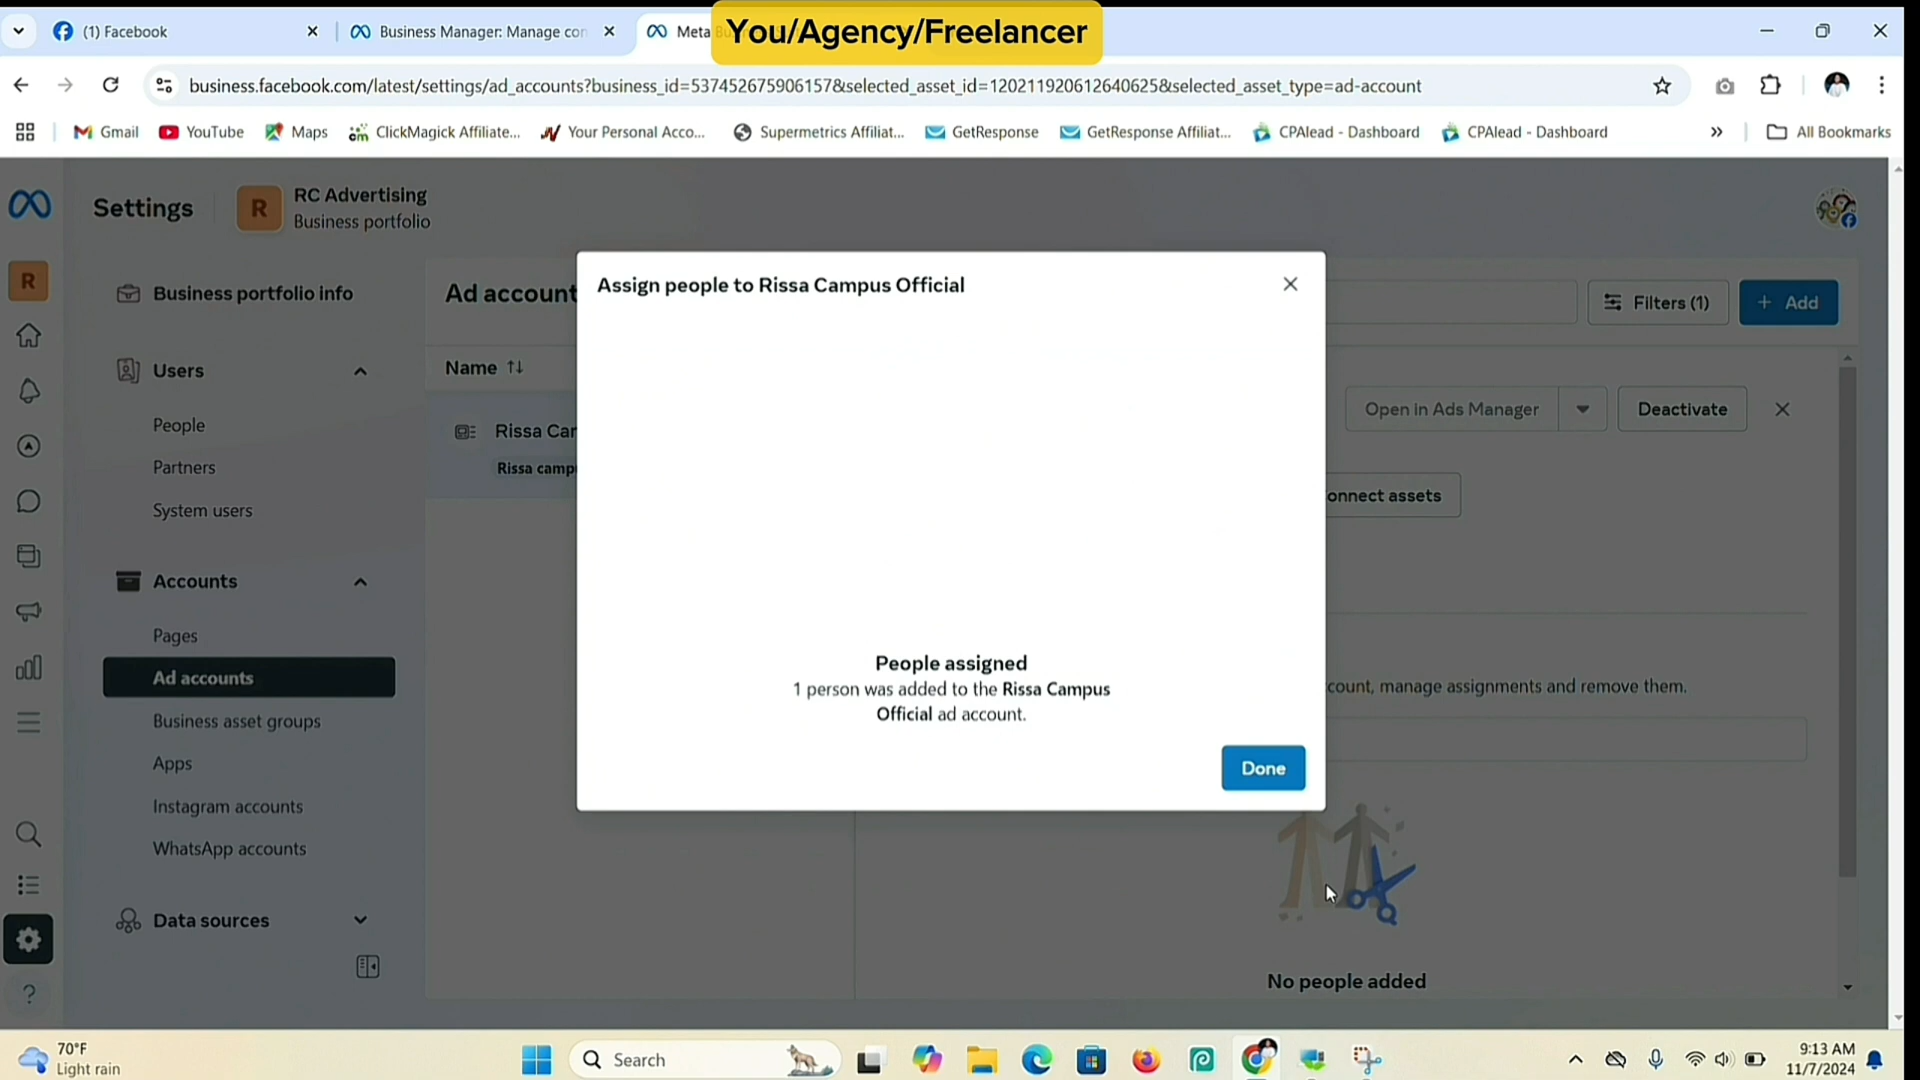 You/Agency/Freelancer
(1) Facebook
Business Manager: Manage con
Meta
business.facebook.com/latest/settings/ad_accounts?business_id=537452675906157&selected_asset_id=120211920612640625&selected_asset_type=ad-account
Gmail
YouTube
Maps
ClickMagick Affiliate...
Your Personal Acco...
Supermetrics Affiliat...
GetResponse
GetResponse Affiliat...
CPAlead - Dashboard
CPAlead - Dashboard
All Bookmarks
Settings
R
RC Advertising
Business portfolio
R
Business portfolio info
Users
People
Partners
System users
Accounts
Pages
Ad accounts
Business asset groups
Apps
Instagram accounts
WhatsApp accounts
Data sources
Ad account
Filters (1)
+ Add
Name
Rissa Car
Rissa campu
Open in Ads Manager
Deactivate
onnect assets
count, manage assignments and remove them.
No people added
Assign people to Rissa Campus Official
People assigned
1 person was added to the Rissa Campus
Official ad account.
Done
70°F
Light rain
Search
9:13 AM
11/7/2024